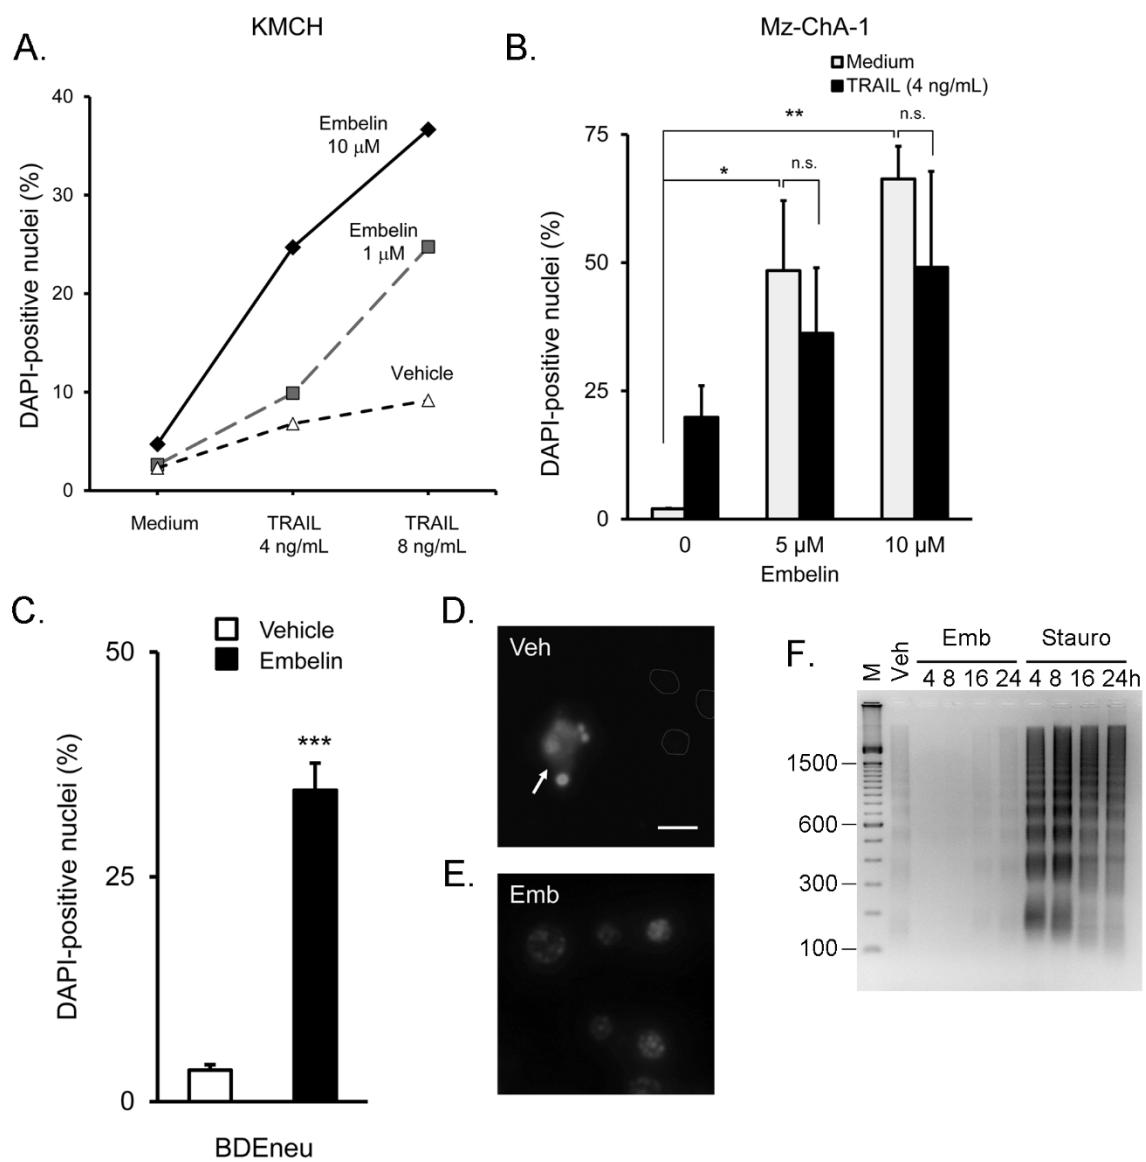 KMCH
A.
40
30
20
10
0
DAPI-positive nuclei (%)
Embelin
10 μM
Embelin
1 μM
Vehicle
Medium
TRAIL
4 ng/mL
TRAIL
8 ng/mL
Mz-ChA-1
B.
Medium
TRAIL (4 ng/mL)
**
n.s.
*
n.s.
75
50
25
0
DAPI-positive nuclei (%)
0
5 μM
10 μM
Embelin
C.
Vehicle
Embelin
50
25
0
DAPI-positive nuclei (%)
***
BDEneu
D.
Veh
E.
Emb
F.
M
Veh
Emb
Stauro
4 8 16 24
4 8 16 24h
1500
600
300
100